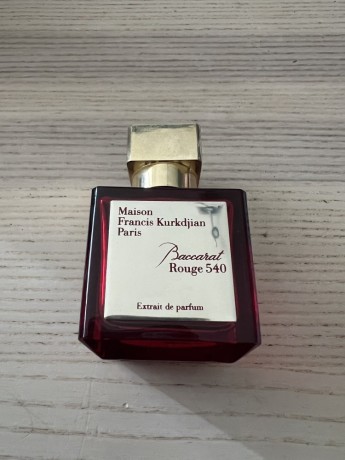 Maison
Francis Kurkdjian
Paris
Baccarat
Rouge 540
Extrait de parfum